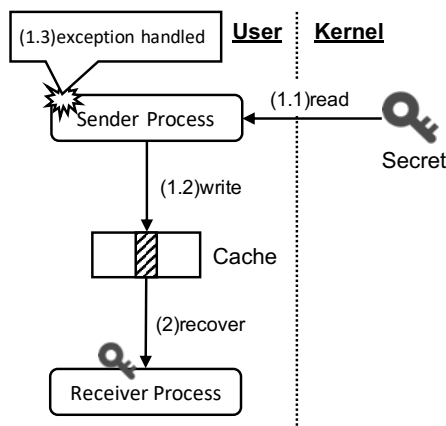 (1.3)exception handled
User
Kernel
(1.1)read
Sender Process
Secret
(1.2)write
Cache
(2)recover
Receiver Process